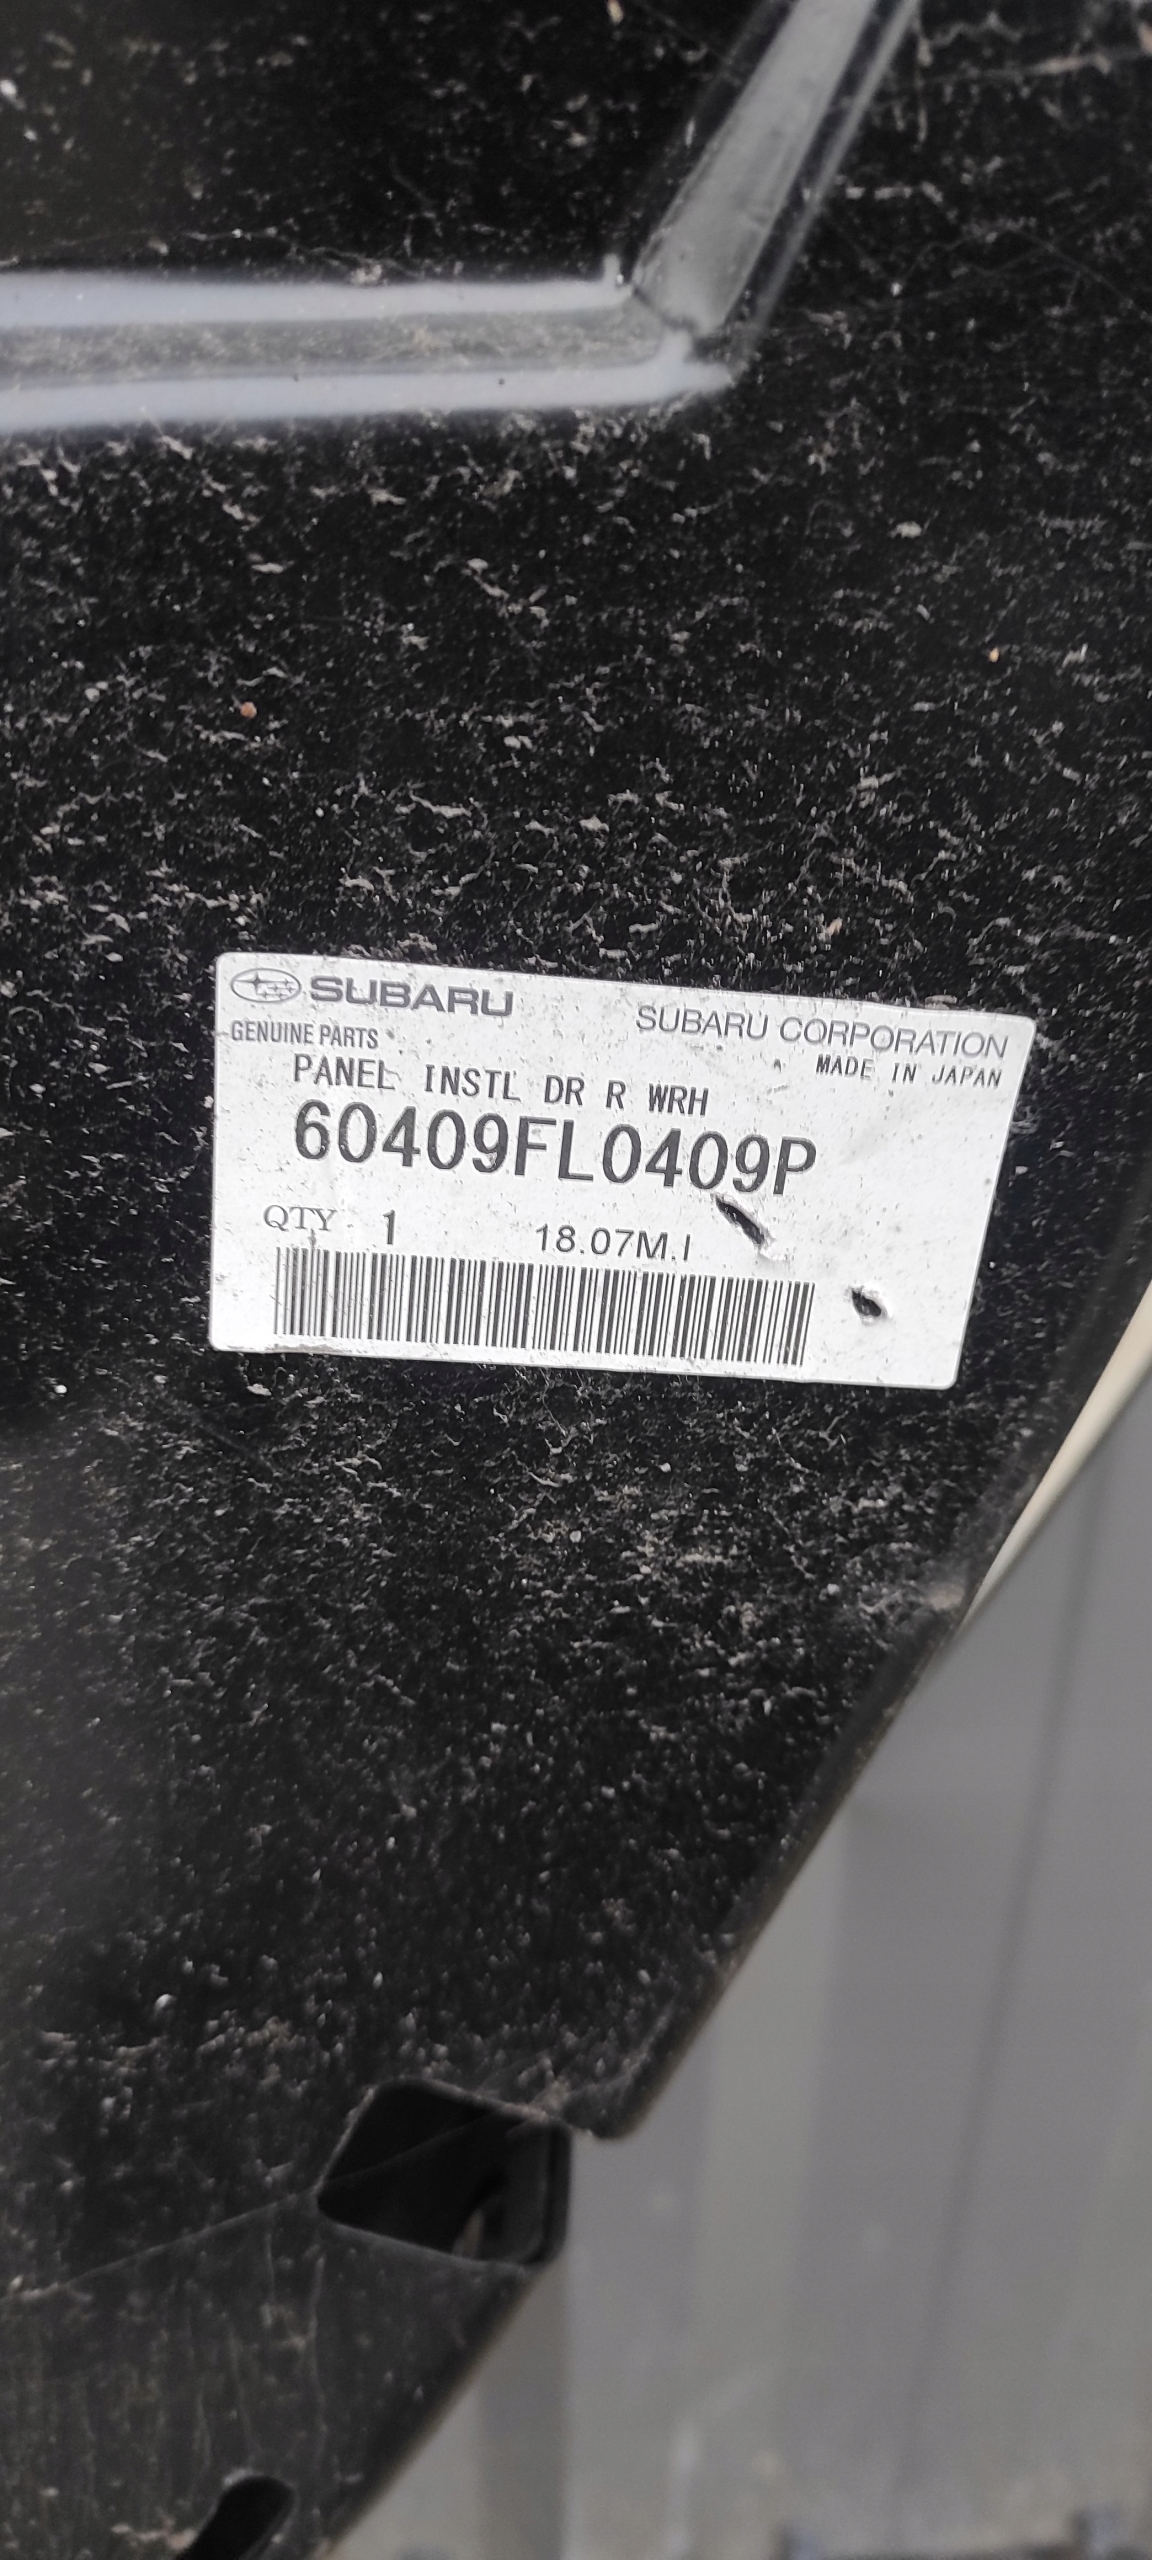 SUBARU
SUBARU CORPORATION
GENUINE PARTS
MADE IN JAPAN
PANEL INSTL DR R WRH
60409FL0409P
QTY 1 18.07M.I